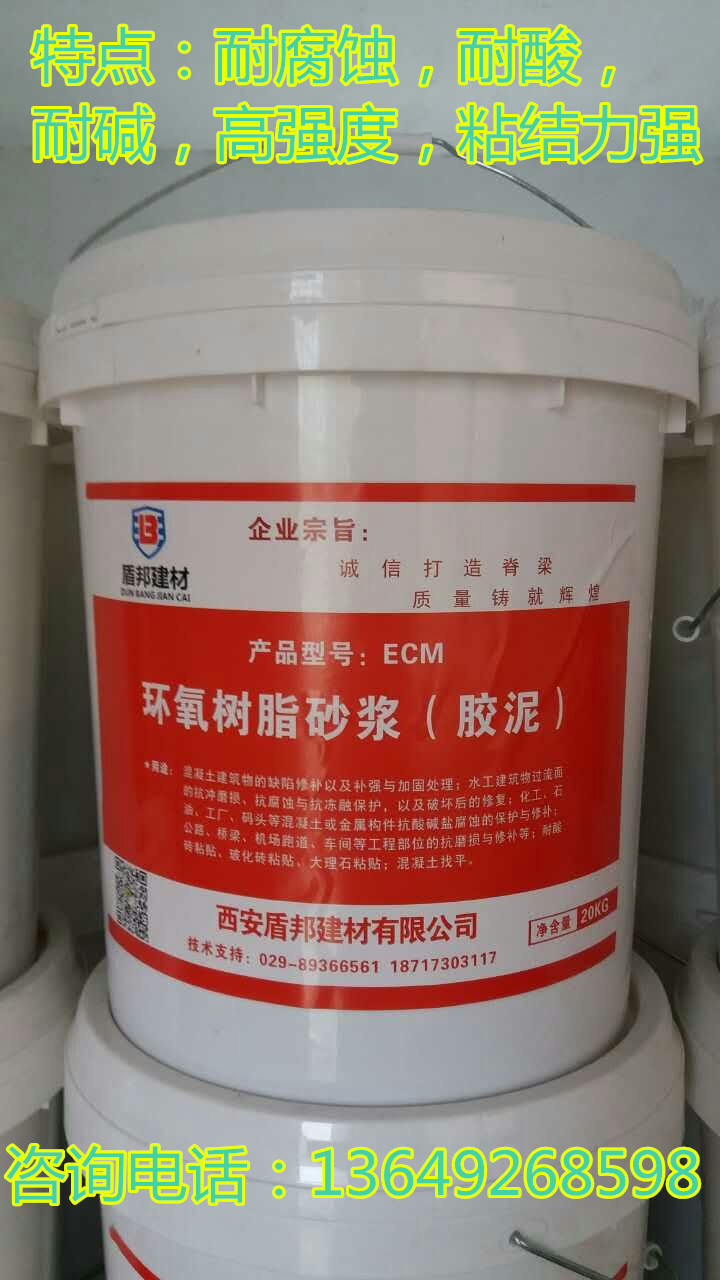 特点：耐腐蚀，耐酸，
耐碱，高强度，粘结力强
盾邦建材
DUN BANG JIAN CAI
企业宗旨：
诚信打造脊梁
质量铸就辉煌
产品型号：ECM
环氧树脂砂浆（胶泥）
★用途：混凝土建筑物的缺陷修补以及补强与加固处理；水工建筑物过流面
的抗冲磨损、抗腐蚀与抗冻融保护，以及破坏后的修复；化工、石
油、工厂、码头等混凝土或金属构件抗酸碱盐腐蚀的保护与修补；
公路、桥梁、机场跑道、车间等工程部位的抗磨损与修补等；耐酸
砖粘贴、玻化砖粘贴、大理石粘贴；混凝土找平。
西安盾邦建材有限公司
净含量 20KG
技术支持：029-89366561 18717303117
咨询电话：13649268598